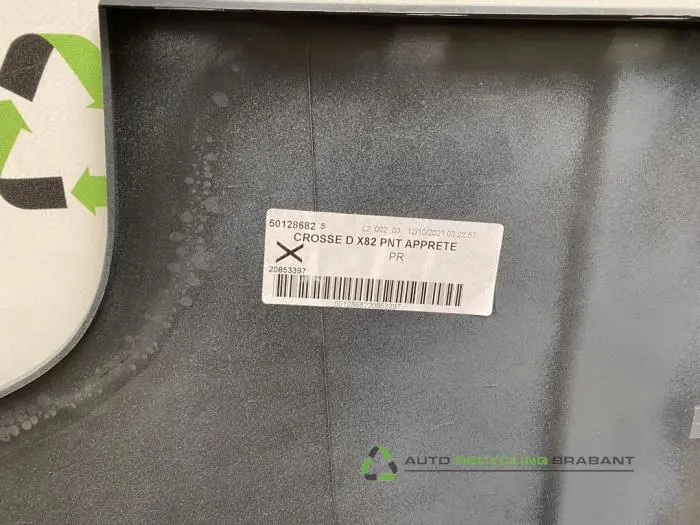 50128682 S L2 002 03 12/10/2021 03:22:57
CROSSE D X82 PNT APPRETE
PR
20853397
5012868220853397
AUTO RECYCLING BRABANT